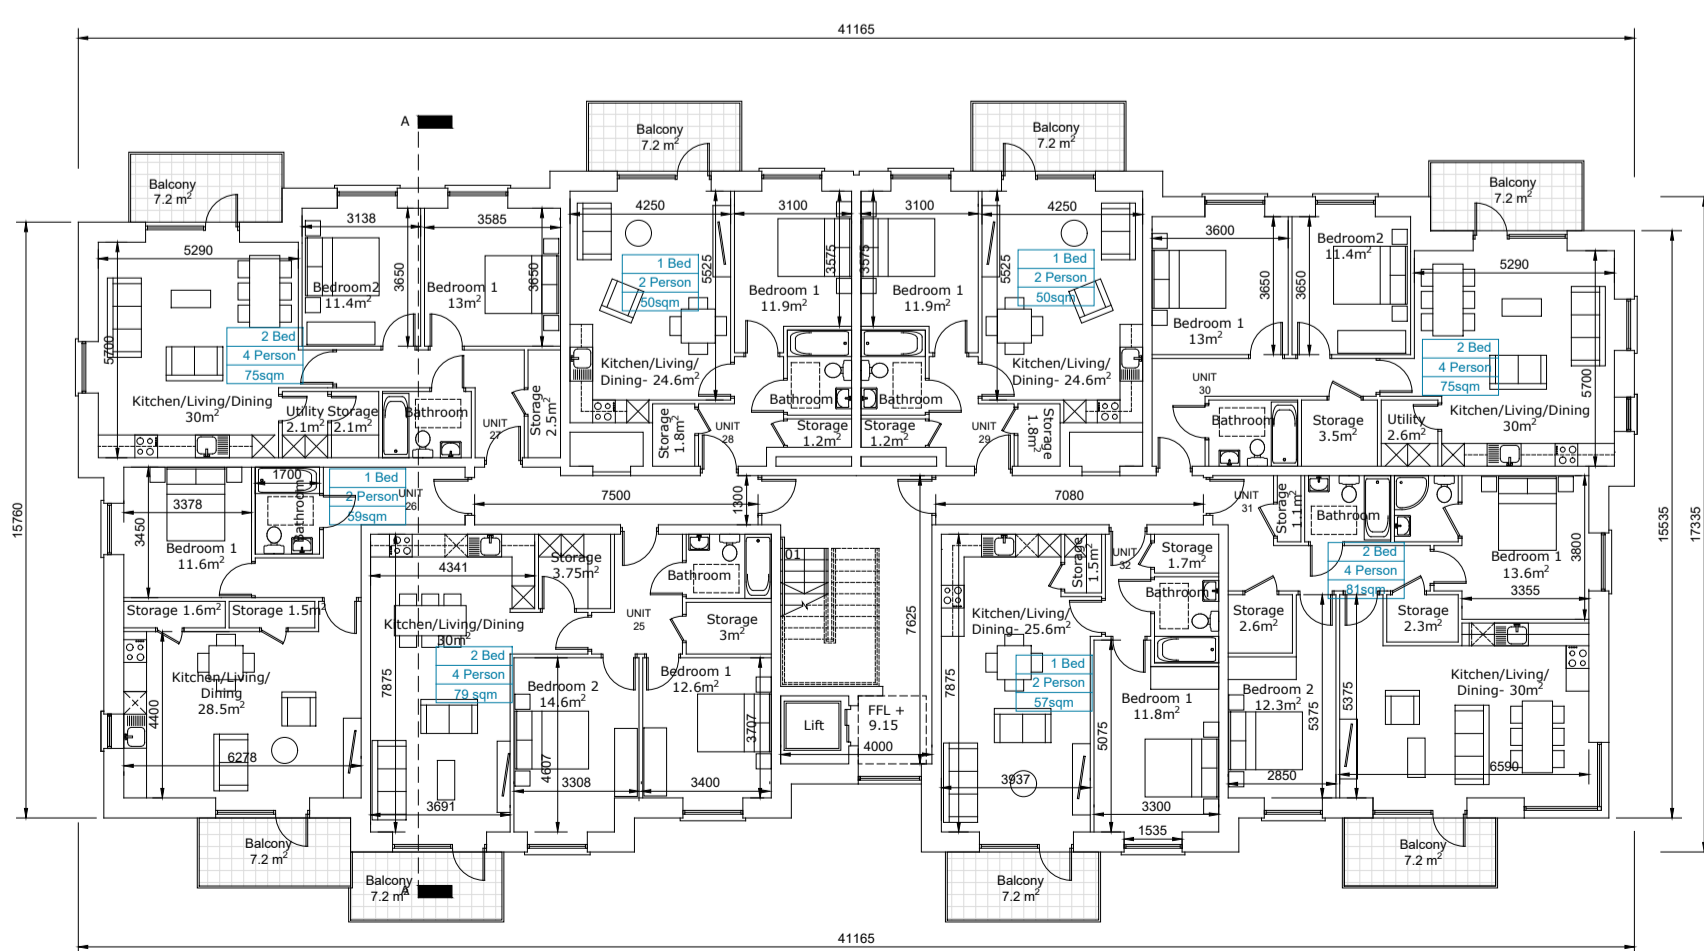 41165
A
Balcony
7.2 m²
Balcony
7.2 m²
Balcony
7.2 m²
Balcony
7.2 m²
15760
17335
15535
5290
5700
2 Bed
4 Person
75sqm
Kitchen/Living/Dining
30m²
3138
3650
Bedroom2
11.4m²
3585
3650
Bedroom 1
13m²
Utility
2.1m²
Storage
2.1m²
Bathroom
Storage
2.5m²
UNIT
27
4250
5525
1 Bed
2 Person
50sqm
Kitchen/Living/
Dining- 24.6m²
3100
3575
Bedroom 1
11.9m²
Bathroom
Storage
1.8m²
UNIT
28
Storage
1.2m²
3100
3575
Bedroom 1
11.9m²
4250
5525
1 Bed
2 Person
50sqm
Kitchen/Living/
Dining- 24.6m²
Bathroom
Storage
1.2m²
UNIT
29
Storage
1.8m²
3600
3650
Bedroom 1
13m²
3650
Bedroom2
11.4m²
5290
5700
2 Bed
4 Person
75sqm
Kitchen/Living/Dining
30m²
UNIT
30
Bathroom
Storage
3.5m²
Utility
2.6m²
3378
3450
Bedroom 1
11.6m²
1700
Bathroom
1 Bed
2 Person
59sqm
UNIT
26
Storage 1.6m²
Storage 1.5m²
Kitchen/Living/
Dining
28.5m²
4400
6278
7500
1300
7080
4341
Storage
3.75m²
Kitchen/Living/Dining
30m²
2 Bed
4 Person
79 sqm
7875
3691
UNIT
25
Bathroom
Storage
3m²
Bedroom 2
14.6m²
4607
3308
Bedroom 1
12.6m²
3707
3400
01
Lift
FFL +
9.15
4000
7625
Kitchen/Living/
Dining- 25.6m²
1 Bed
2 Person
57sqm
7875
3937
Storage
1.5m²
UNIT
32
Storage
1.7m²
Bathroom
Bedroom 1
11.8m²
5075
3300
1535
UNIT
31
Storage
1.1m²
Bathroom
2 Bed
4 Person
81sqm
Bedroom 1
13.6m²
3800
3355
Storage
2.6m²
Storage
2.3m²
Bedroom 2
12.3m²
5375
2850
5375
Kitchen/Living/
Dining- 30m²
6590
Balcony
7.2 m²
Balcony
7.2 m²
A
Balcony
7.2 m²
Balcony
7.2 m²
41165